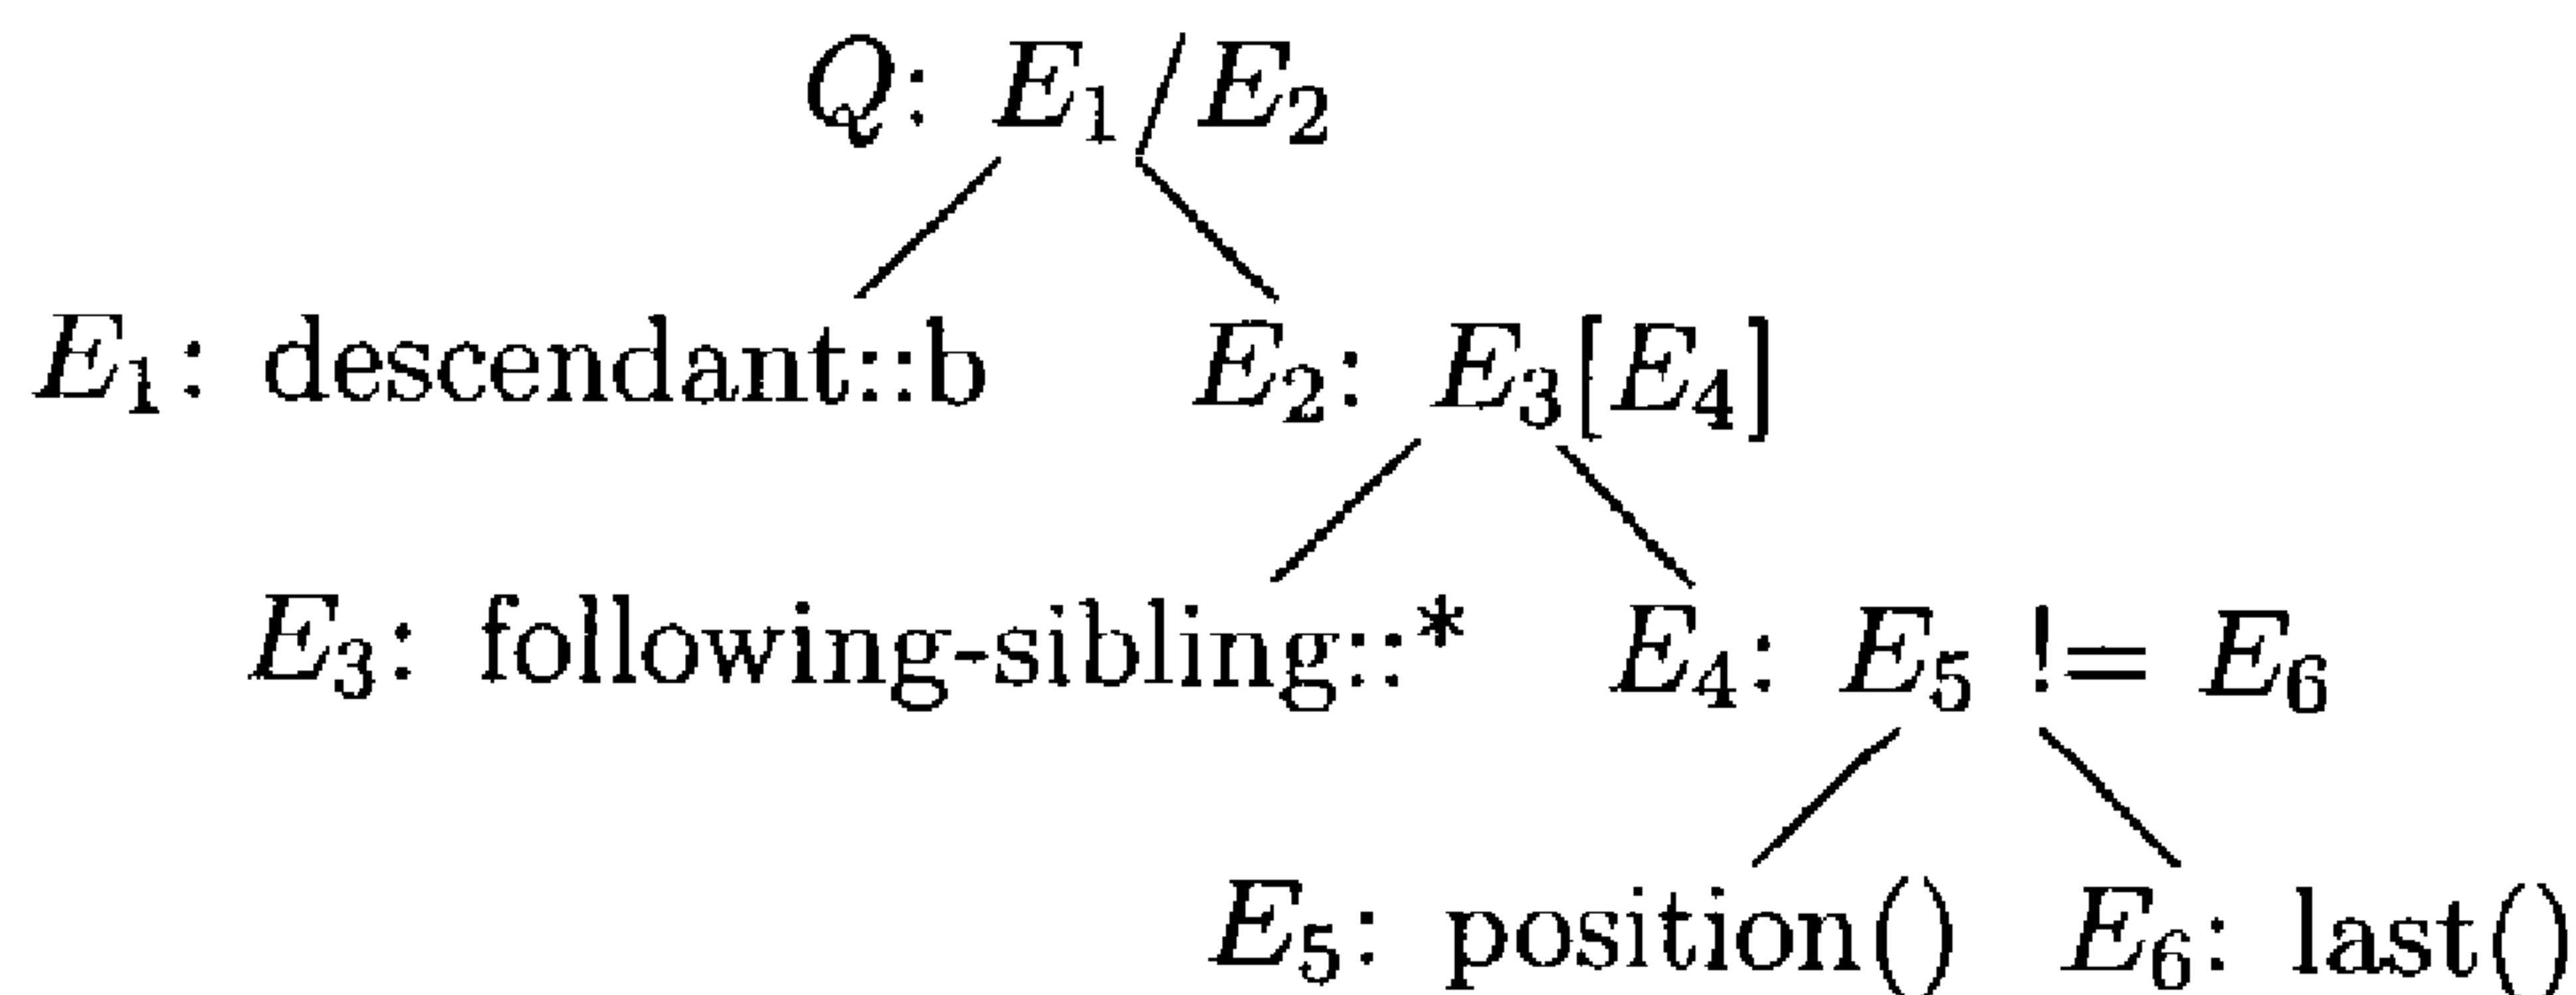 Q: E₁/E₂
E₁: descendant::b E₂: E₃[E₄]
E₃: following-sibling::* E₄: E₅ != E₆
E₅: position() E₆: last()